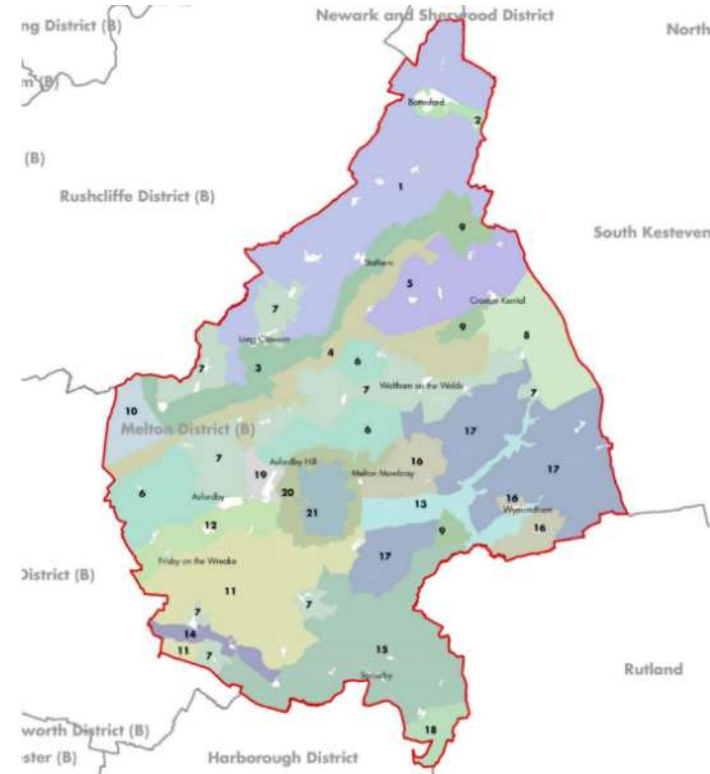 Newark and Sherwood District
ng District (B)
North
Bottesford
2
(B)
1
Rushcliffe District (B)
9
South Kesteven
Stathern
5
7
Croxton Kerrial
9
Long Clawson
8
4
6
7
3
7
Waltham on the Wolds
7
10
Melton District (B)
6
17
7
Asfordby Hill
16
17
19
Melton Mowbray
6
20
16
Asfordby
13
21
Wymondham
12
9
16
17
Frisby on the Wreake
District (B)
11
7
7
14
11
7
15
Rutland
Somerby
18
worth District (B)
ster (B)
Harborough District